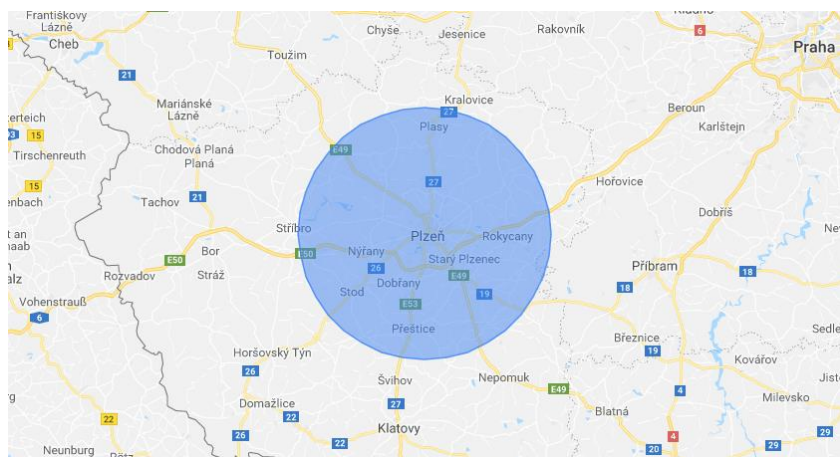 Františkovy
Lázně
Cheb
Chyše
Jesenice
Rakovník
Kladno
6
Praha
Toužim
21
Mariánské
Lázně
Kralovice
27
Plasy
Beroun
Karlštejn
15
Tirschenreuth
Chodová Planá
Planá
E49
15
27
Hořovice
Tachov
21
Dobříš
Stříbro
Plzeň
Rokycany
Bor
E50
Nýřany
Starý Plzenec
E50
26
E49
Příbram
18
Rozvadov
Stráž
Dobřany
Stod
19
18
Vohenstrauß
E53
6
Přeštice
Březnice
Horšovský Týn
19
Kovářov
26
Švihov
Nepomuk
E49
4
Milevsko
Domažlice
27
22
22
Blatná
Klatovy
26
22
4
29
29
20
Neunburg